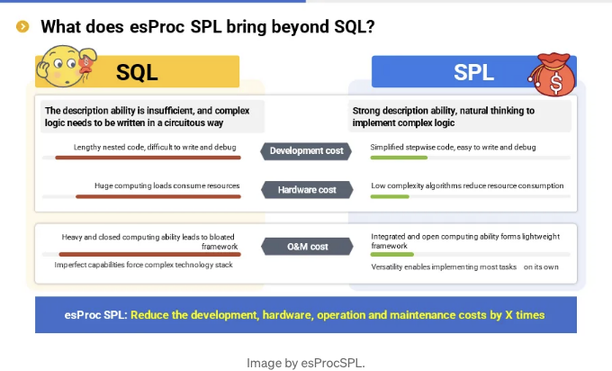 What does esProc SPL bring beyond SQL?
SQL
SPL
The description ability is insufficient, and complex
logic needs to be written in a circuitous way
Strong description ability, natural thinking to
implement complex logic
Lengthy nested code, difficult to write and debug
Development cost
Simplified stepwise code, easy to write and debug
Huge computing loads consume resources
Hardware cost
Low complexity algorithms reduce resource consumption
Heavy and closed computing ability leads to bloated
framework
O&M cost
Integrated and open computing ability forms lightweight
framework
Imperfect capabilities force complex technology stack
Versatility enables implementing most tasks on its own
esProc SPL: Reduce the development, hardware, operation and maintenance costs by X times
Image by esProcSPL.